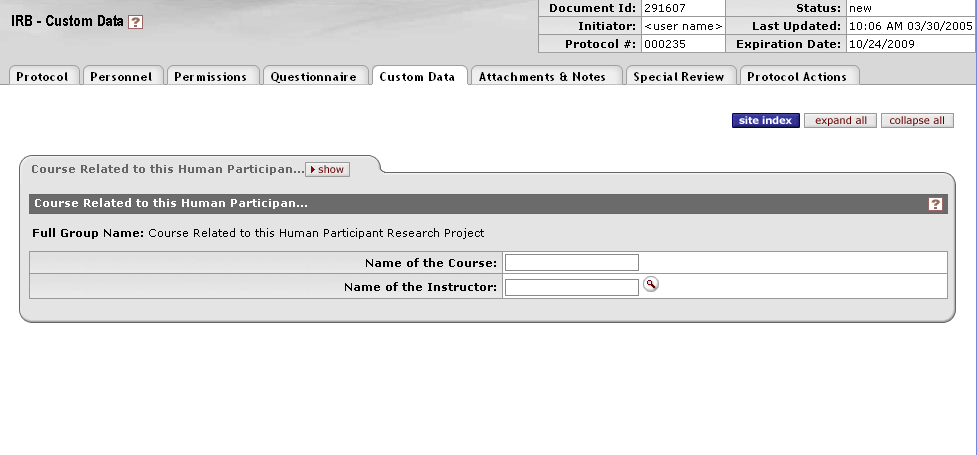 IRB - Custom Data ?
Document Id: 291607 Status: new
Initiator: <user name> Last Updated: 10:06 AM 03/30/2005
Protocol #: 000235 Expiration Date: 10/24/2009
Protocol Personnel Permissions Questionnaire Custom Data Attachments & Notes Special Review Protocol Actions
site index expand all collapse all
Course Related to this Human Participan... show
Course Related to this Human Participan... ?
Full Group Name: Course Related to this Human Participant Research Project
Name of the Course:
Name of the Instructor: